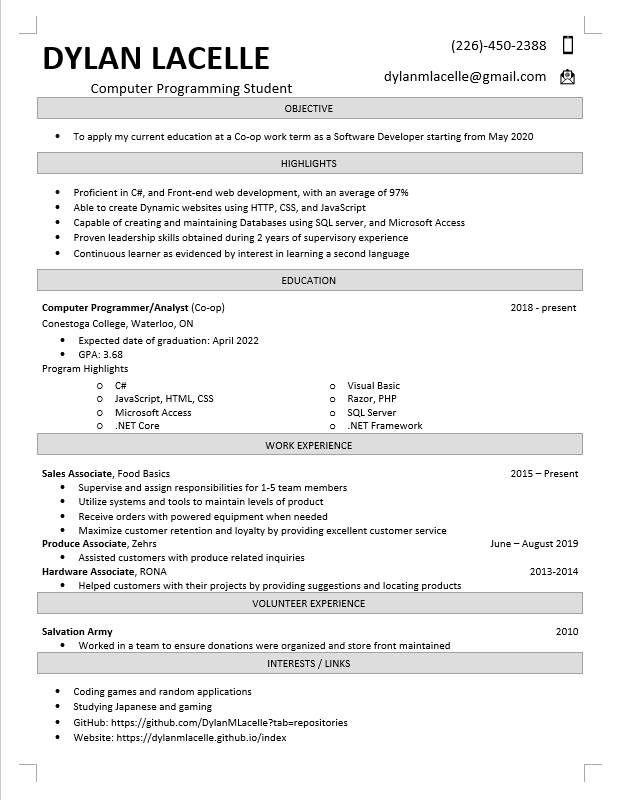 DYLAN LACELLE
(226)-450-2388
Computer Programming Student
dylanmlacelle@gmail.com
OBJECTIVE
• To apply my current education at a Co-op work term as a Software Developer starting from May 2020
HIGHLIGHTS
• Proficient in C#, and Front-end web development, with an average of 97%
• Able to create Dynamic websites using HTTP, CSS, and JavaScript
• Capable of creating and maintaining Databases using SQL server, and Microsoft Access
• Proven leadership skills obtained during 2 years of supervisory experience
• Continuous learner as evidenced by interest in learning a second language
EDUCATION
Computer Programmer/Analyst (Co-op) 2018 - present
Conestoga College, Waterloo, ON
• Expected date of graduation: April 2022
• GPA: 3.68
Program Highlights
o C# o Visual Basic
o JavaScript, HTML, CSS o Razor, PHP
o Microsoft Access o SQL Server
o .NET Core o .NET Framework
WORK EXPERIENCE
Sales Associate, Food Basics 2015 – Present
• Supervise and assign responsibilities for 1-5 team members
• Utilize systems and tools to maintain levels of product
• Receive orders with powered equipment when needed
• Maximize customer retention and loyalty by providing excellent customer service
Produce Associate, Zehrs June – August 2019
• Assisted customers with produce related inquiries
Hardware Associate, RONA 2013-2014
• Helped customers with their projects by providing suggestions and locating products
VOLUNTEER EXPERIENCE
Salvation Army 2010
• Worked in a team to ensure donations were organized and store front maintained
INTERESTS / LINKS
• Coding games and random applications
• Studying Japanese and gaming
• GitHub: https://github.com/DylanMLacelle?tab=repositories
• Website: https://dylanmlacelle.github.io/index